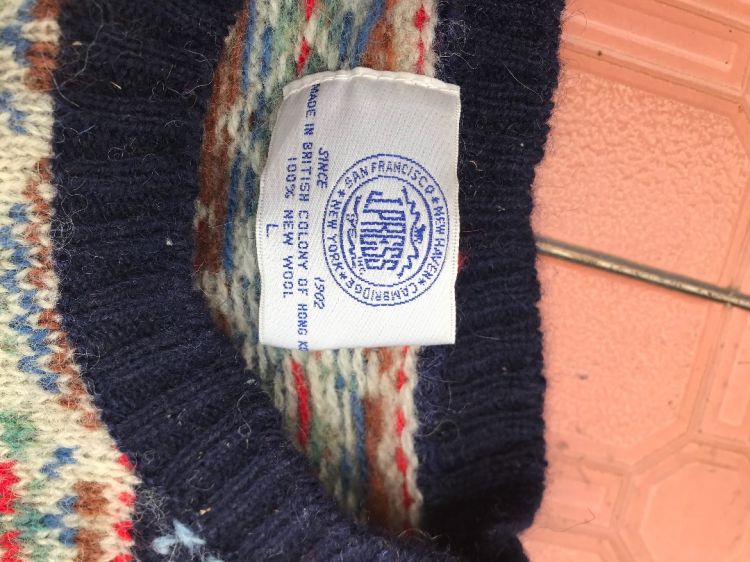 ★ SAN FRANCISCO ★ NEW HAVEN ★ CAMBRIDGE ★ NEW YORK
J. PRESS
INC.
SINCE 1902
MADE IN BRITISH COLONY OF HONG
100% NEW WOOL
L